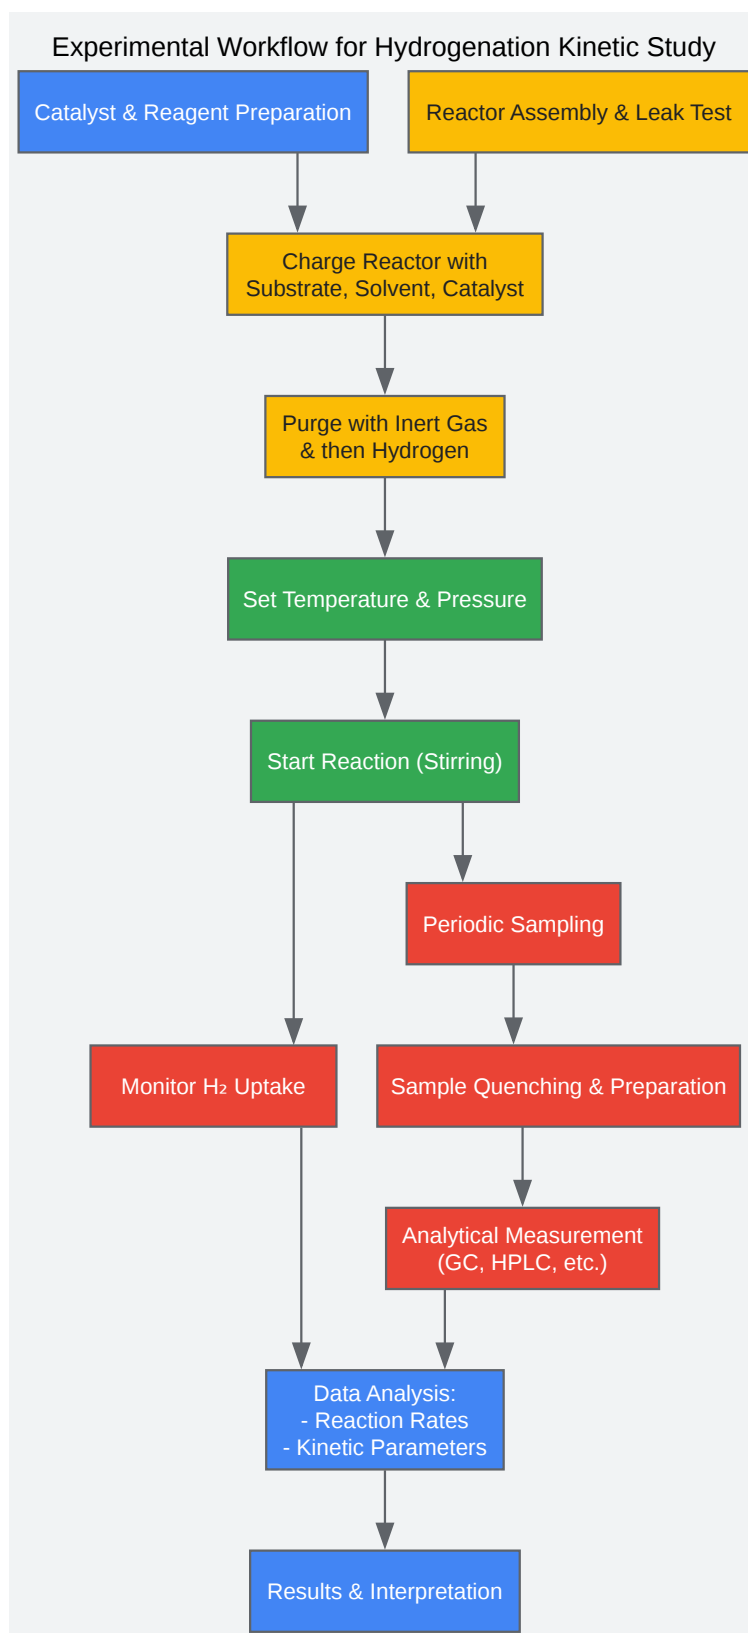 Experimental Workflow for Hydrogenation Kinetic Study
Catalyst & Reagent Preparation
Reactor Assembly & Leak Test
Charge Reactor with
Substrate, Solvent, Catalyst
Purge with Inert Gas
& then Hydrogen
Set Temperature & Pressure
Start Reaction (Stirring)
Periodic Sampling
Monitor H₂ Uptake
Sample Quenching & Preparation
Analytical Measurement
(GC, HPLC, etc.)
Data Analysis:
- Reaction Rates
- Kinetic Parameters
Results & Interpretation